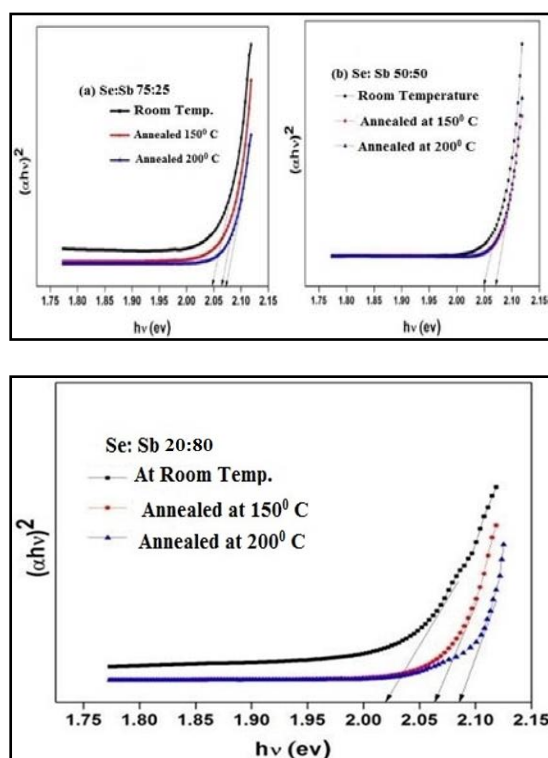 (a) Se:Sb 75:25
Room Temp.
Annealed 150⁰ C
Annealed 200⁰ C
(αhν)²
1.75 1.80 1.85 1.90 1.95 2.00 2.05 2.10 2.15
hν (ev)
(b) Se: Sb 50:50
Room Temperature
Annealed at 150⁰ C
Annealed at 200⁰ C
(αhν)²
1.75 1.80 1.85 1.90 1.95 2.00 2.05 2.10 2.15
hν (ev)
Se: Sb 20:80
At Room Temp.
Annealed at 150⁰ C
Annealed at 200⁰ C
(αhν)²
1.75 1.80 1.85 1.90 1.95 2.00 2.05 2.10 2.15
hν (ev)